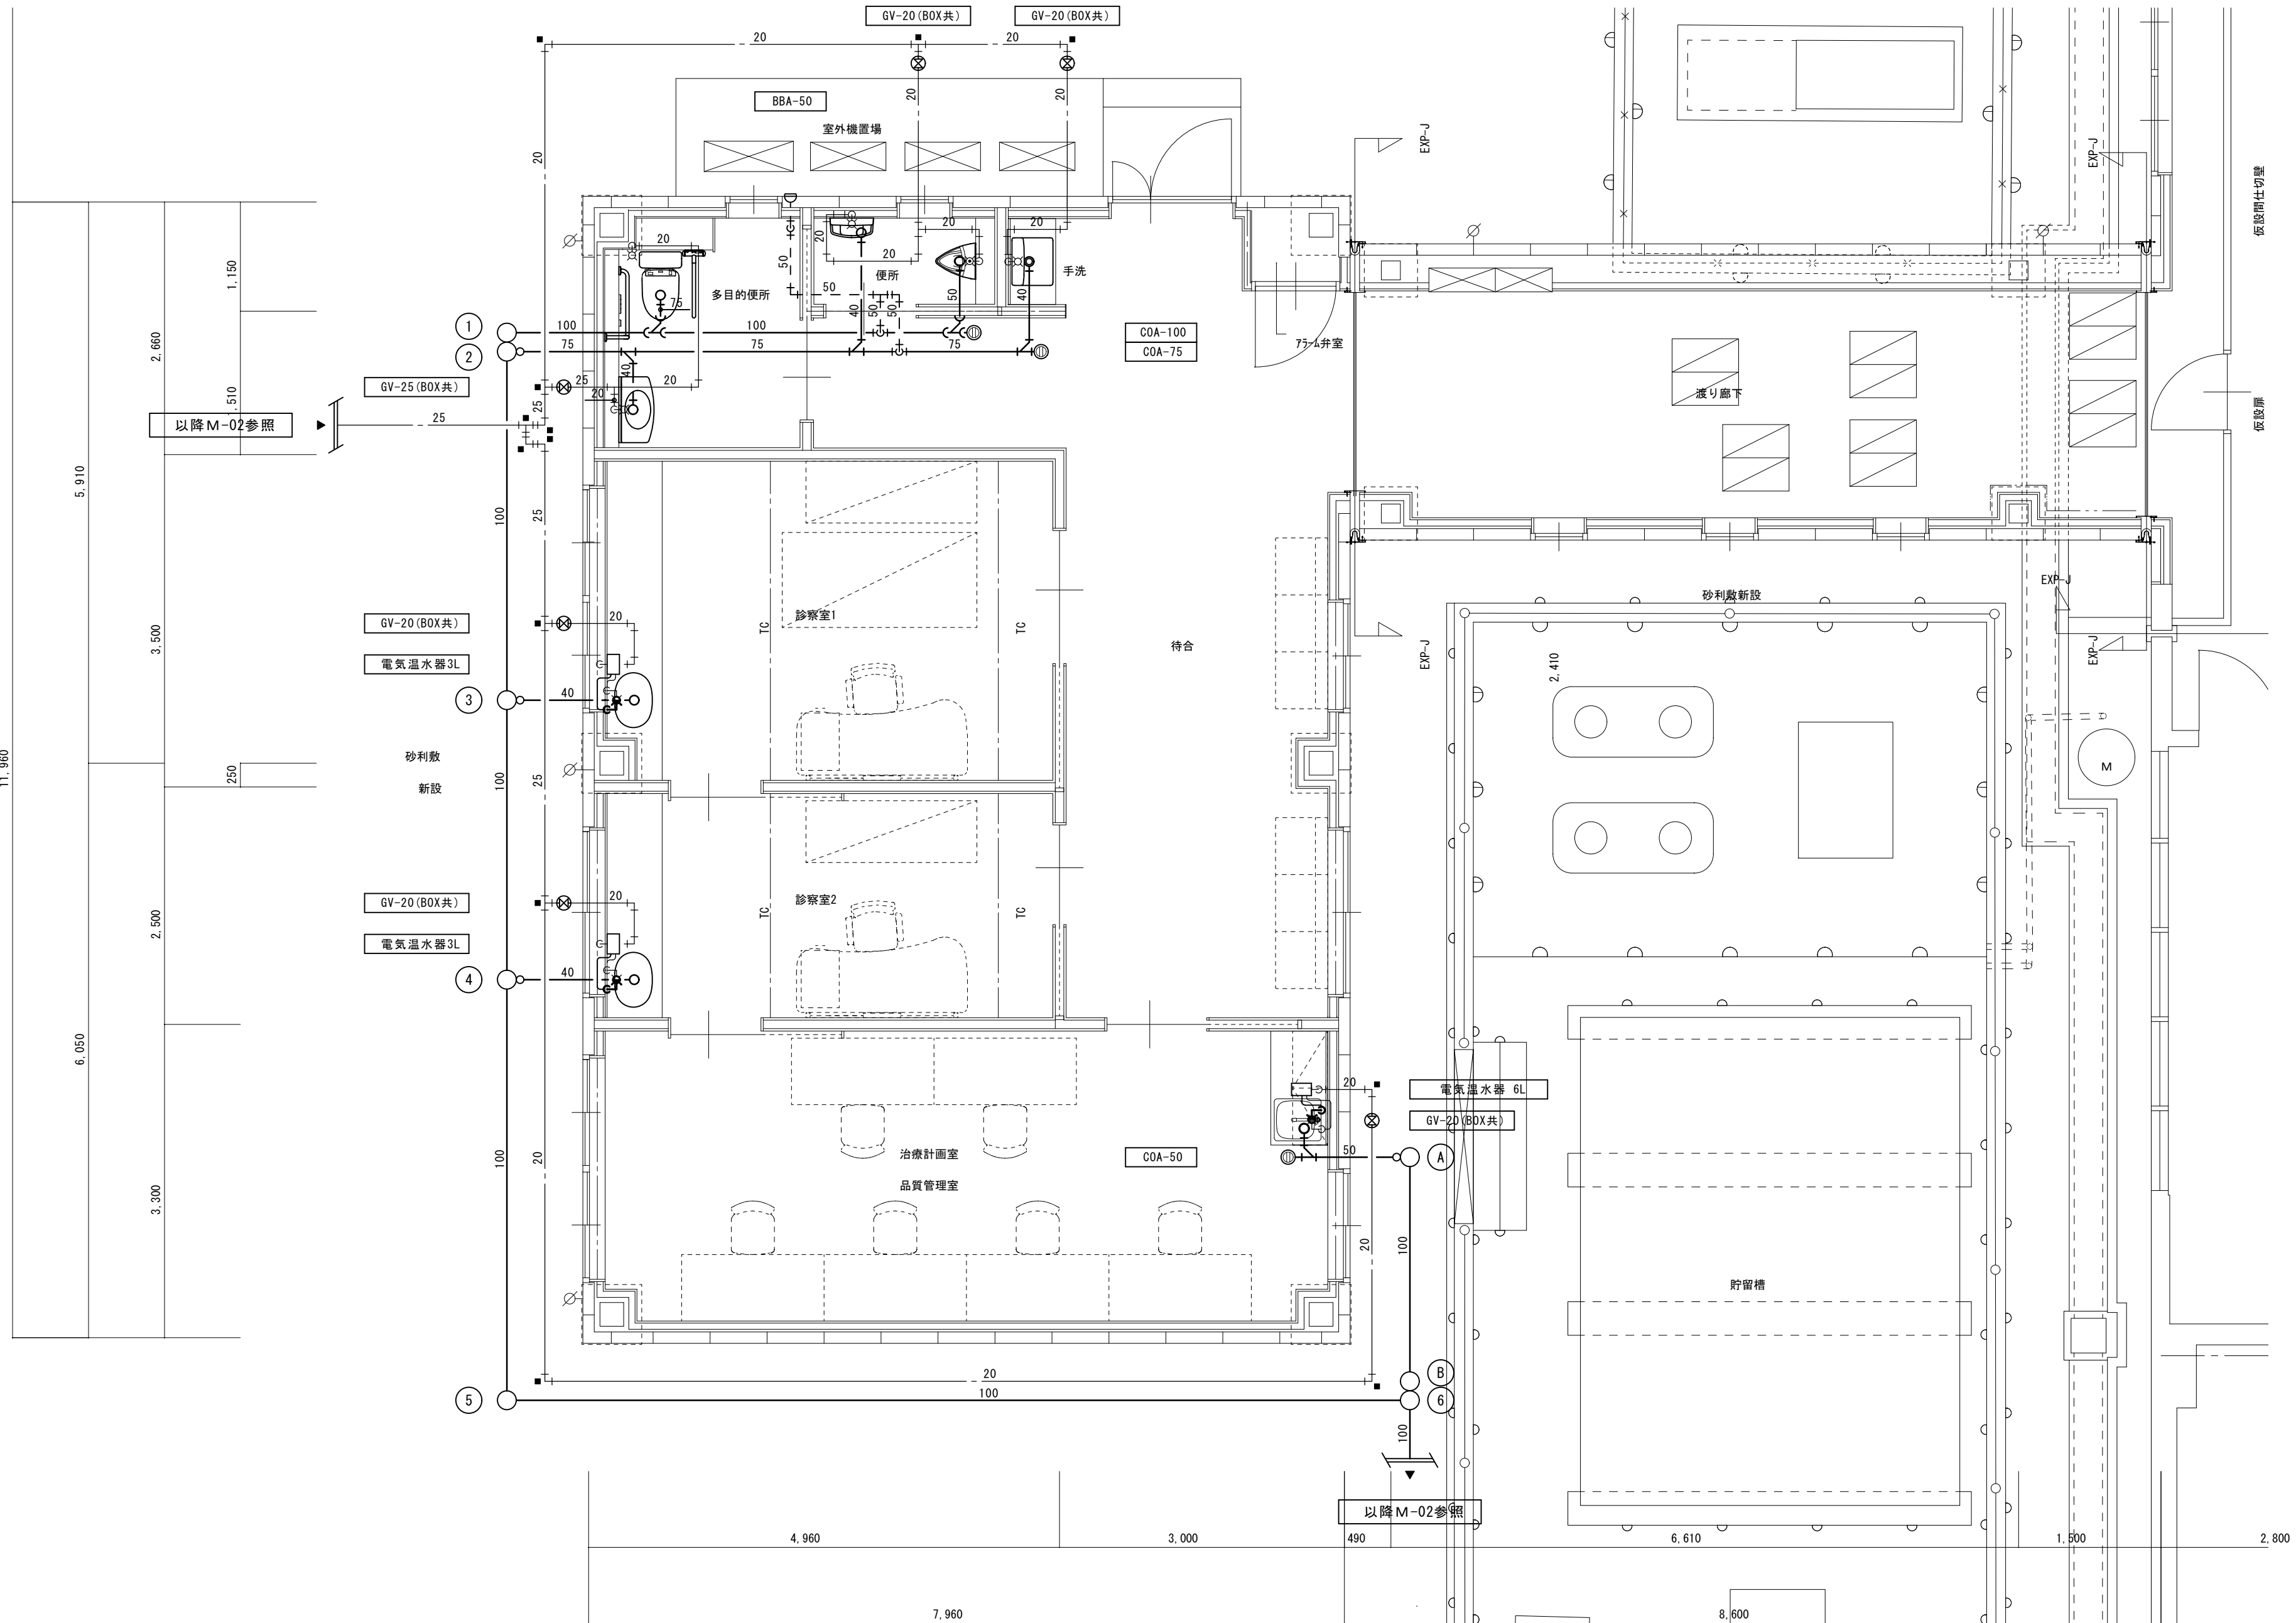 GV-20(BOX共)
GV-20(BOX共)
20
20
BBA-50
20
20
室外機置場
EXP-J
EXP-J
20
仮設間仕切壁
1,150
20
20
20
20
20
50
便所
手洗
多目的便所
50
50
40
75
40
50
50
1
100
100
COA-100
2
75
75
75
COA-75
ｱﾗｰﾑ弁室
2,660
40
GV-25(BOX共)
25
20
20
渡り廊下
,510
25
仮設扉
以降M-02参照
25
5,910
100
25
EXP-J
砂利敷新設
GV-20(BOX共)
20
診察室1
TC
TC
待合
3,500
電気温水器3L
EXP-J
EXP-J
2,410
3
40
11,960
砂利敷
新設
250
100
25
M
GV-20(BOX共)
20
診察室2
TC
TC
2,500
電気温水器3L
4
40
6,050
20
電気温水器 6L
GV-20(BOX共)
治療計画室
COA-50
50
A
100
20
品質管理室
3,300
20
100
貯留槽
20
B
5
100
6
100
以降M-02参照
4,960
3,000
490
6,610
1,500
2,800
7,960
8,600